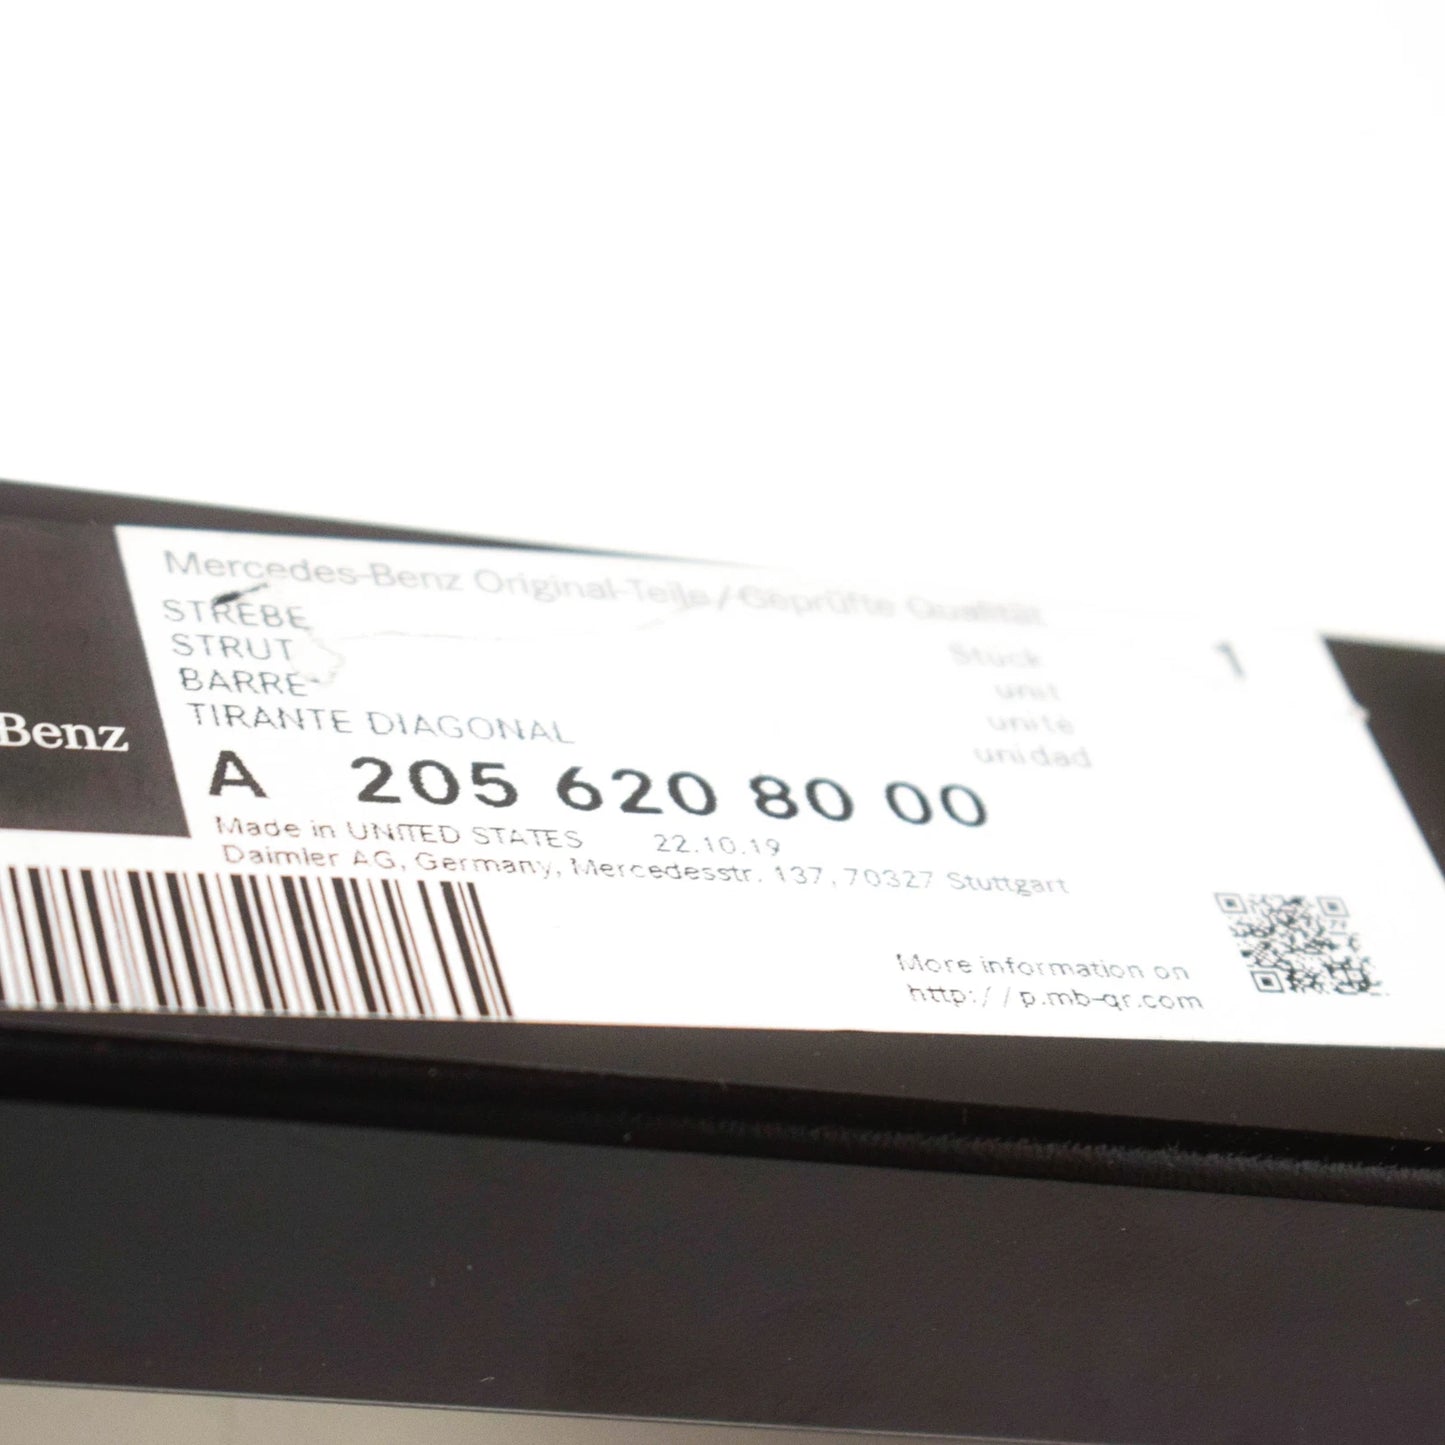 Mercedes-Benz Original-Teile / Geprüfte Qualität
STREBE
STRUT
BARRE
TIRANTE DIAGONAL
Stück 1
unit
unité
unidad
Benz
A 205 620 80 00
Made in UNITED STATES 22.10.19
Daimler AG, Germany, Mercedesstr. 137, 70327 Stuttgart
More information on
http://p.mb-qr.com